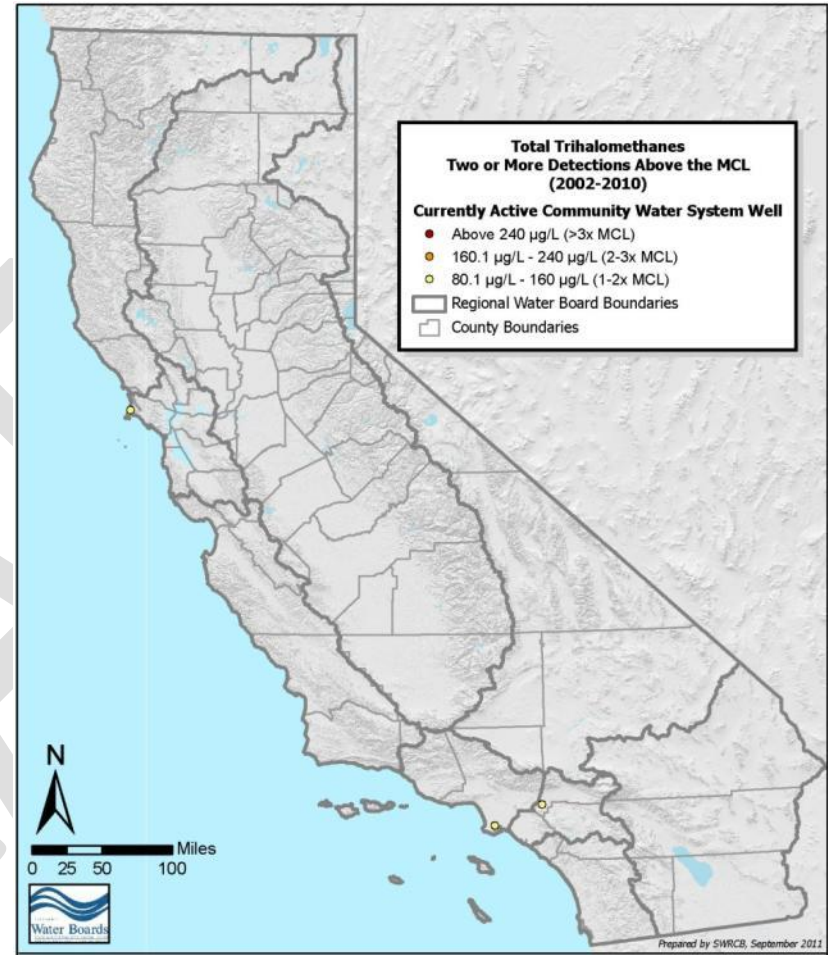 Total Trihalomethanes
Two or More Detections Above the MCL
(2002-2010)
Currently Active Community Water System Well
Above 240 µg/L (>3x MCL)
160.1 µg/L - 240 µg/L (2-3x MCL)
80.1 µg/L - 160 µg/L (1-2x MCL)
Regional Water Board Boundaries
County Boundaries
N
Miles
0 25 50 100
Water Boards
Prepared by SWRCB, September 2011